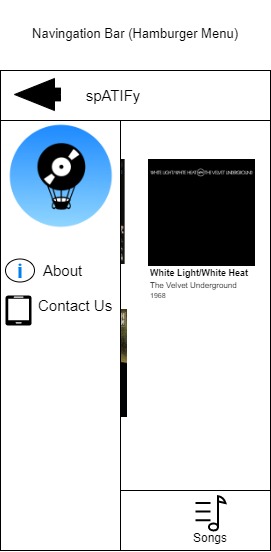 Navingation Bar (Hamburger Menu)
spATIFy
WHITE LIGHT/WHITE HEAT THE VELVET UNDERGROUND
i About
White Light/White Heat
The Velvet Underground
1968
Contact Us
Songs